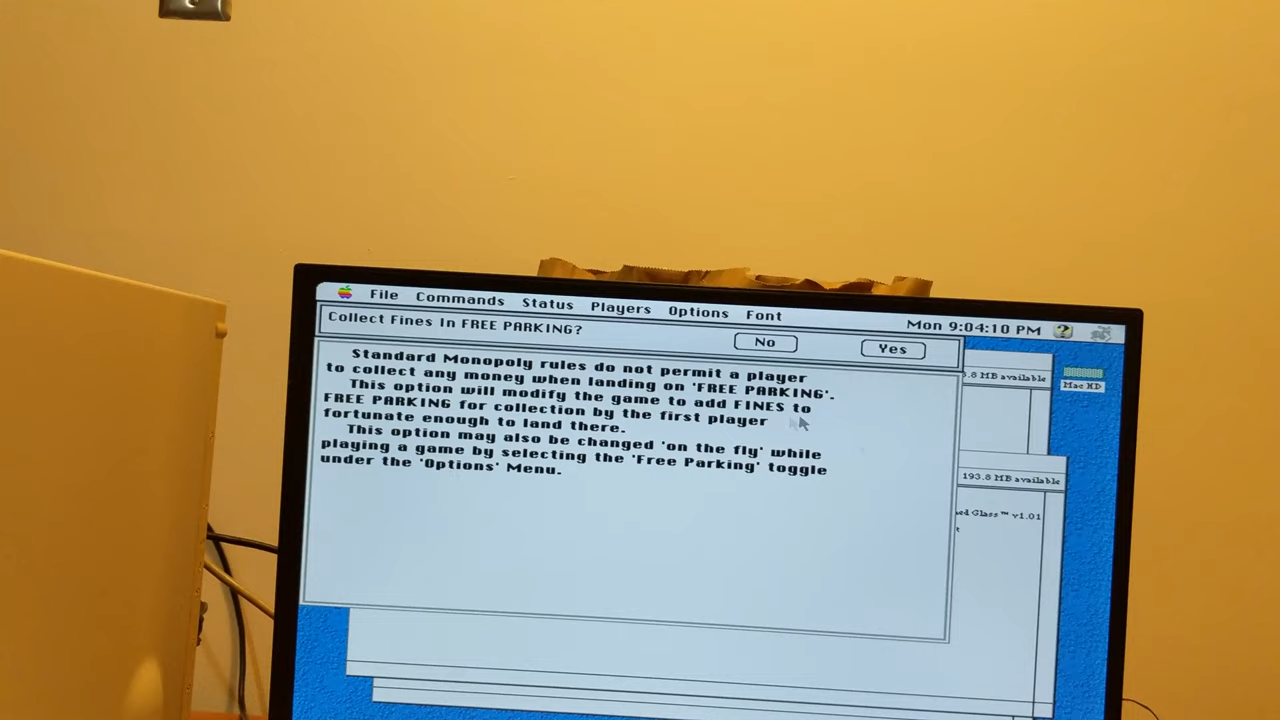 File Commands Status Players Options Font
Mon 9:04:10 PM
Collect Fines In FREE PARKING?
No
Yes
Standard Monopoly rules do not permit a player
to collect any money when landing on 'FREE PARKING'.
This option will modify the game to add FINES to
FREE PARKING for collection by the first player
fortunate enough to land there.
This option may also be changed 'on the fly' while
playing a game by selecting the 'Free Parking' toggle
under the 'Options' Menu.
.8 MB available
Mac HD
193.8 MB available
Glass™ v1.01